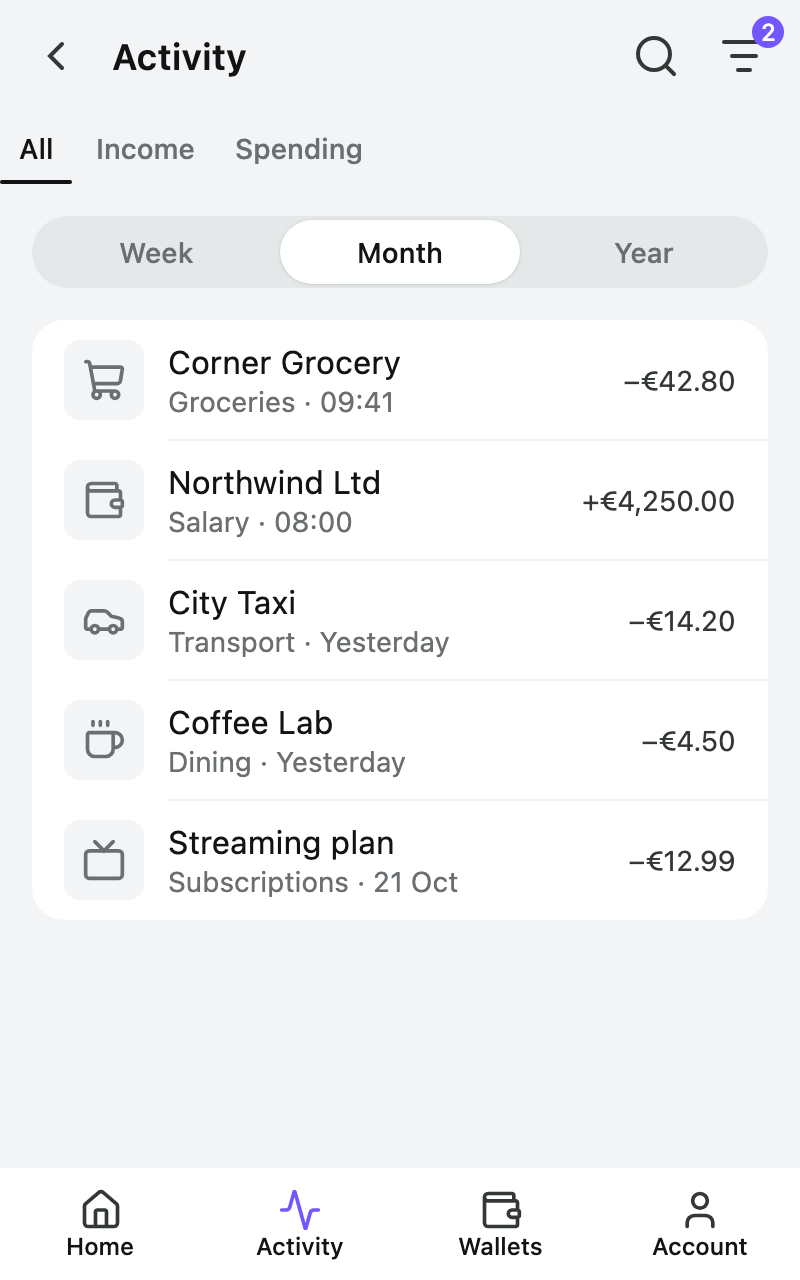 Activity
2
All Income Spending
Week Month Year
Corner Grocery
Groceries · 09:41
–€42.80
Northwind Ltd
Salary · 08:00
+€4,250.00
City Taxi
Transport · Yesterday
–€14.20
Coffee Lab
Dining · Yesterday
–€4.50
Streaming plan
Subscriptions · 21 Oct
–€12.99
Home Activity Wallets Account